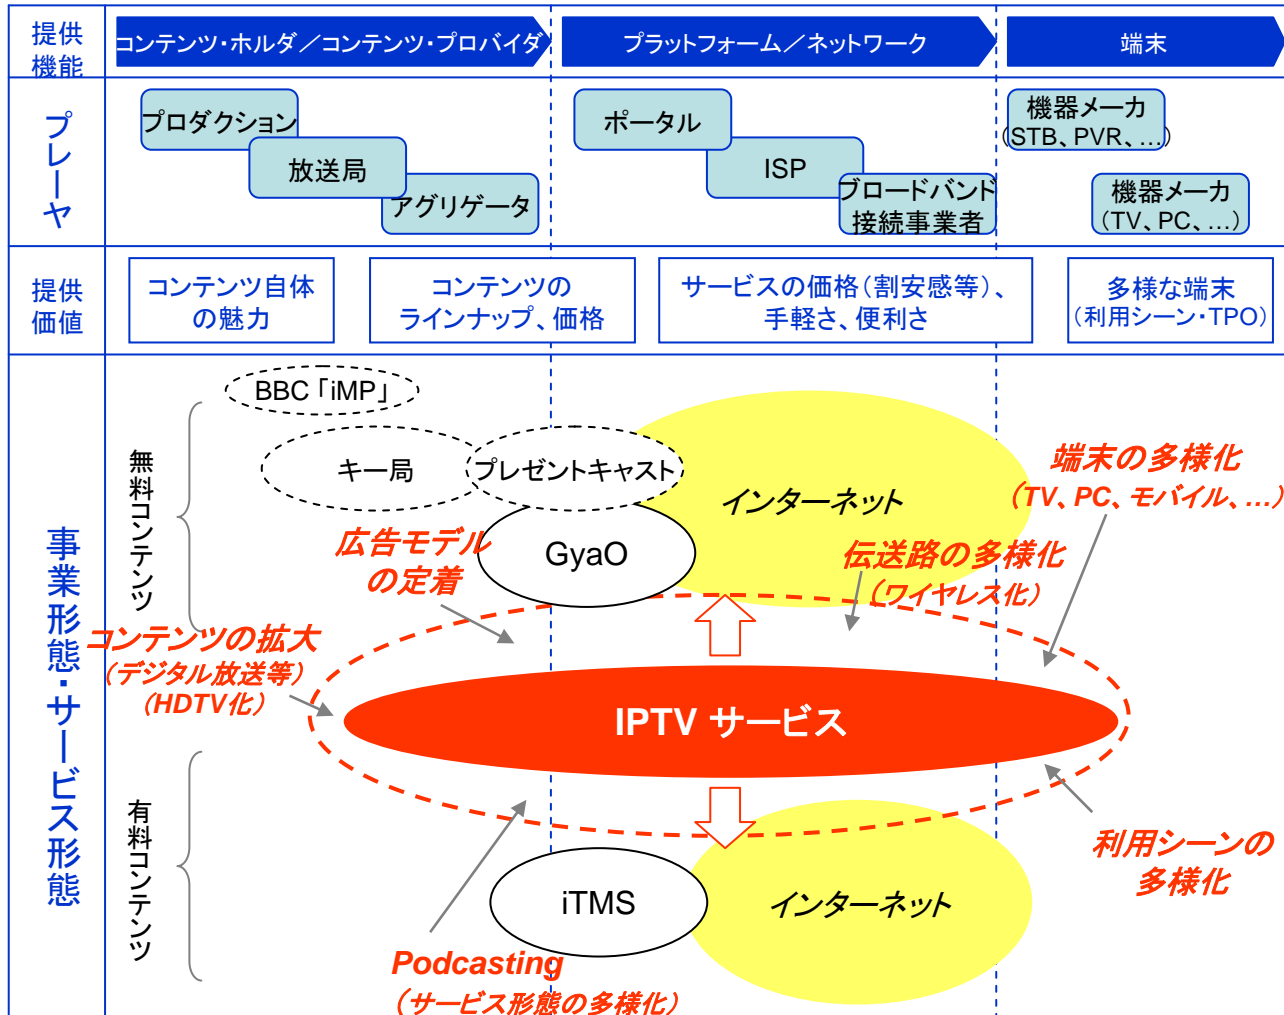 提供
機能
コンテンツ・ホルダ／コンテンツ・プロバイダ
プラットフォーム／ネットワーク
端末
プレーヤ
プロダクション
放送局
アグリゲータ
ポータル
ISP
ブロードバンド
接続事業者
機器メーカ
（STB、PVR、…）
機器メーカ
（TV、PC、…）
提供
価値
コンテンツ自体
の魅力
コンテンツの
ラインナップ、価格
サービスの価格（割安感等）、
手軽さ、便利さ
多様な端末
（利用シーン・TPO）
事業形態・サービス形態
無料コンテンツ
BBC「iMP」
キー局
プレゼントキャスト
GyaO
インターネット
端末の多様化
（TV、PC、モバイル、…）
広告モデル
の定着
伝送路の多様化
（ワイヤレス化）
コンテンツの拡大
（デジタル放送等）
（HDTV化）
IPTV サービス
有料コンテンツ
iTMS
インターネット
利用シーンの
多様化
Podcasting
（サービス形態の多様化）